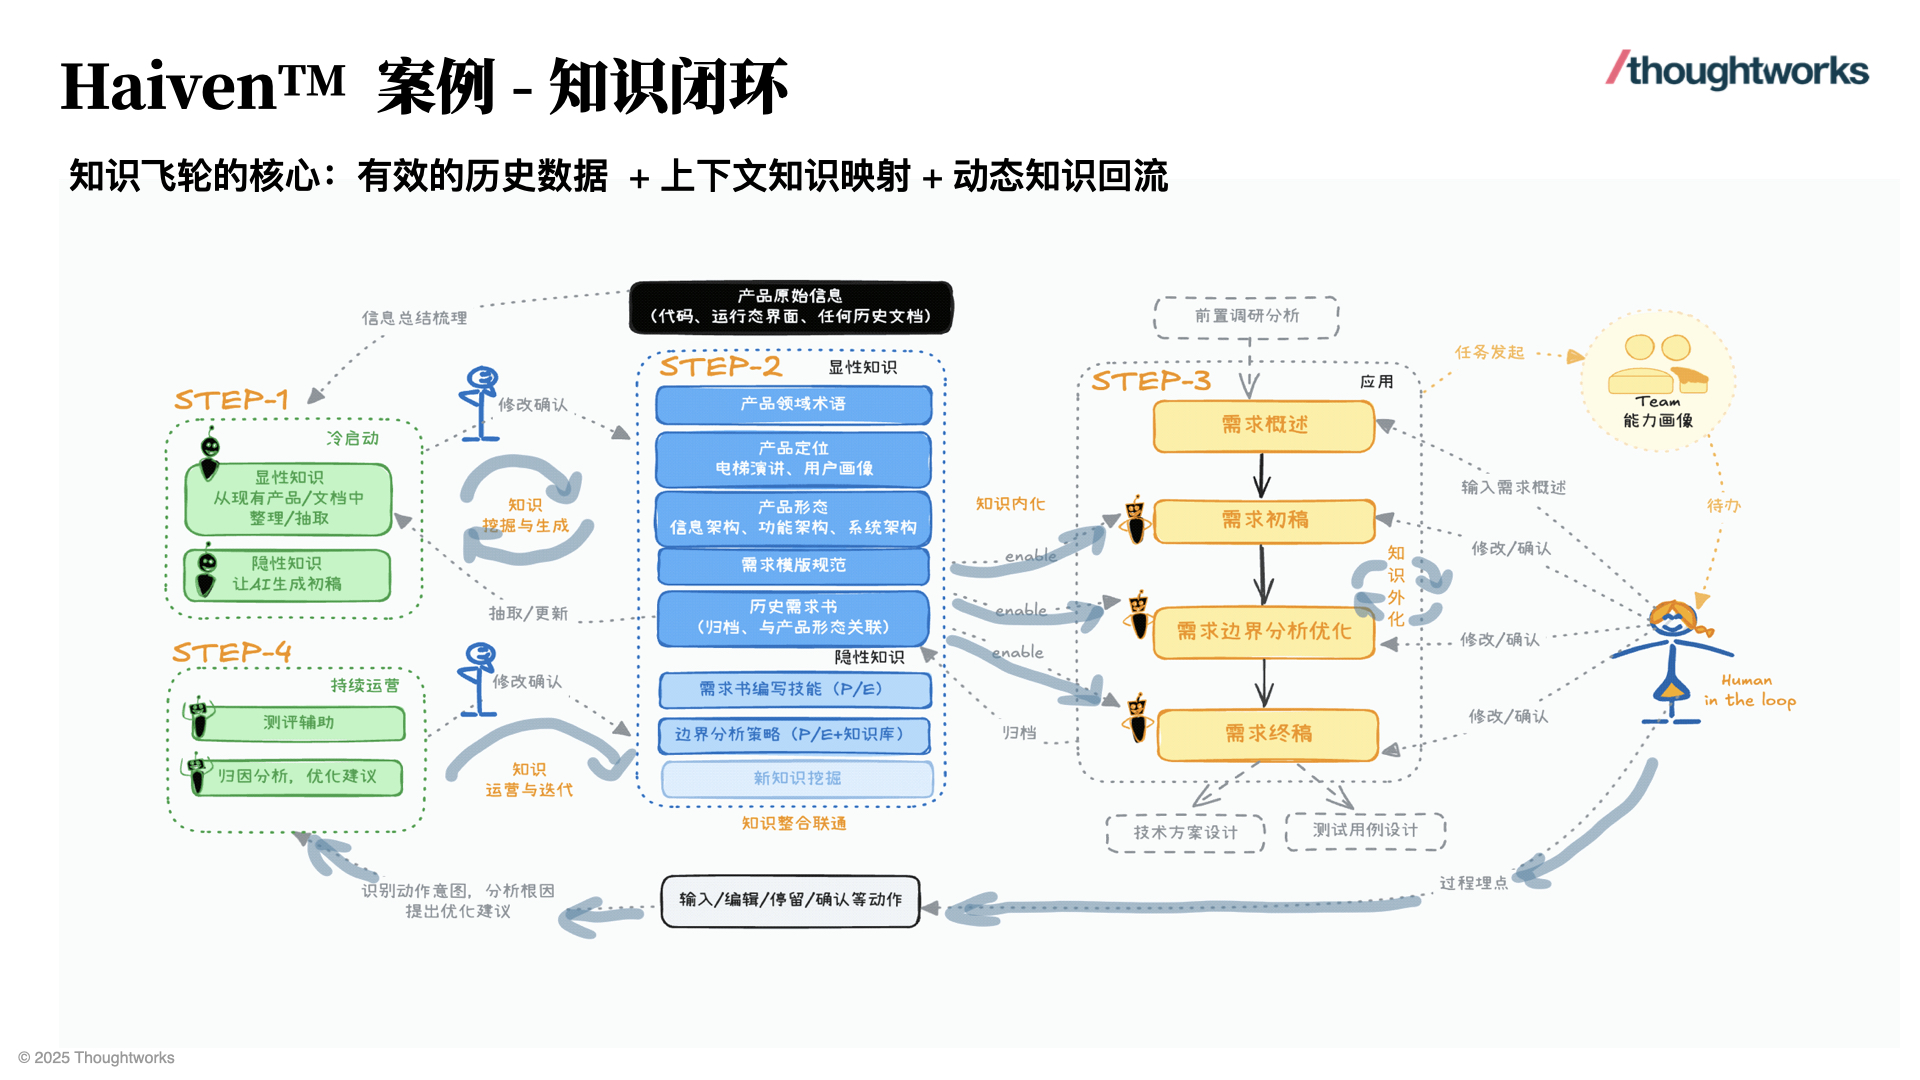 Haiven™ 案例 - 知识闭环
/thoughtworks
知识飞轮的核心：有效的历史数据 + 上下文知识映射 + 动态知识回流
产品原始信息
（代码、运行态界面、任何历史文档）
信息总结梳理
STEP-1
冷启动
显性知识
从现有产品/文档中
整理/抽取
隐性知识
让AI生成初稿
修改确认
知识
挖掘与生成
抽取/更新
STEP-4
持续运营
测评辅助
归因分析，优化建议
修改确认
知识
运营与迭代
STEP-2
显性知识
产品领域术语
产品定位
电梯演讲、用户画像
产品形态
信息架构、功能架构、系统架构
需求模版规范
历史需求书
（归档、与产品形态关联）
隐性知识
需求书编写技能（P/E）
边界分析策略（P/E+知识库）
新知识挖掘
知识整合联通
知识内化
enable
enable
enable
归档
前置调研分析
STEP-3
应用
需求概述
需求初稿
需求边界分析优化
需求终稿
知
识
外
化
技术方案设计
测试用例设计
任务发起
Team
能力画像
待办
输入需求概述
修改/确认
修改/确认
修改/确认
Human
in the loop
过程埋点
输入/编辑/停留/确认等动作
识别动作意图，分析根因
提出优化建议
© 2025 Thoughtworks